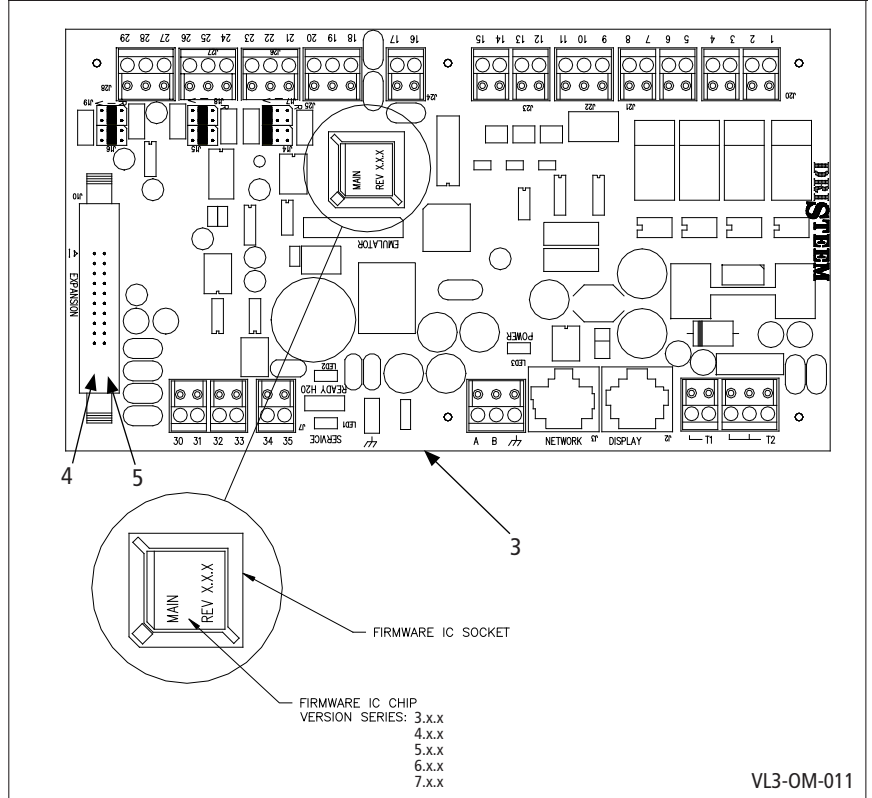 29 28 27 26 25 24 23 22 21 20 19 18 17 16 15 14 13 12 11 10 9 8 7 6 5 4 3 2 1
J28 J27 J26 J25 J24 J23 J22 J21 J20
J19 J18 J17
J16 J15 J14
J10
MAIN
REV X.X.X
DRISTEEM
EMULATOR
EXPANSION
POWER
LED3
LED2
READY H20
LED1
SERVICE
J7
30 31 32 33 34 35
A B
NETWORK J3 DISPLAY J2
T1 T2
4 5
3
MAIN
REV X.X.X
FIRMWARE IC SOCKET
FIRMWARE IC CHIP
VERSION SERIES: 3.x.x
4.x.x
5.x.x
6.x.x
7.x.x
VL3-OM-011